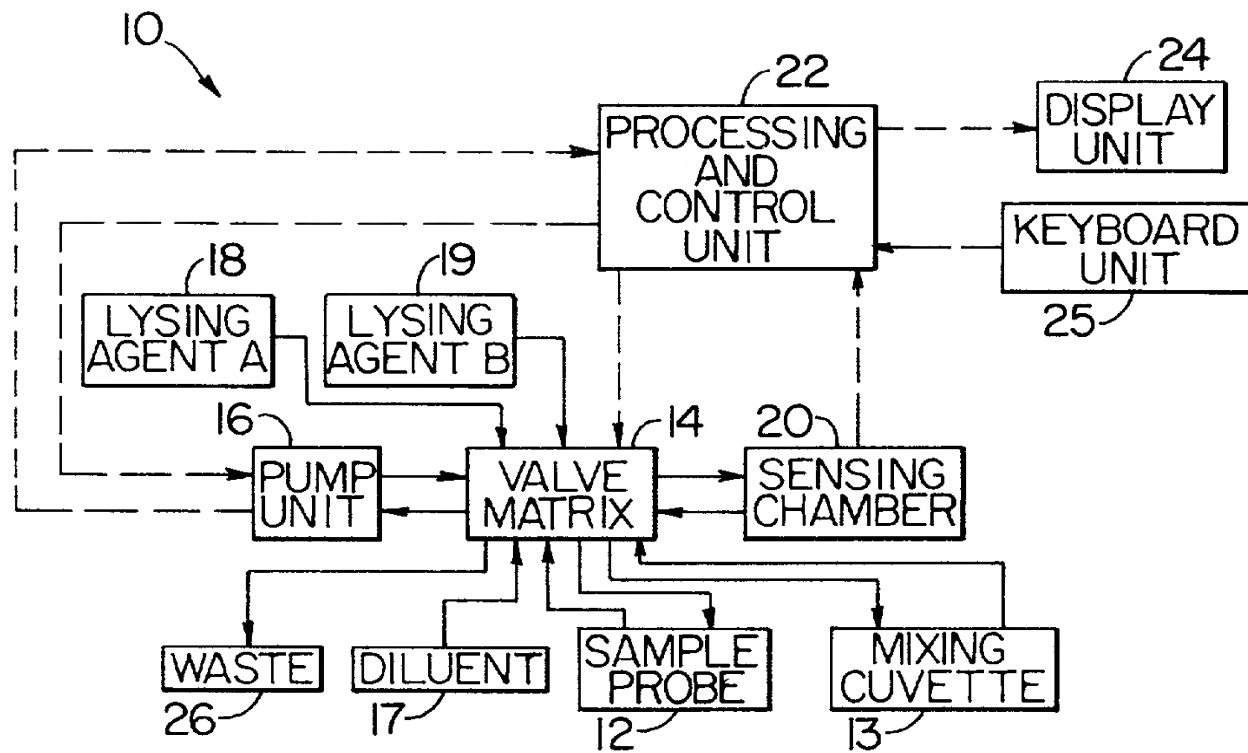 10
22
24
PROCESSING
AND
CONTROL
UNIT
DISPLAY
UNIT
KEYBOARD
UNIT
25
18
19
LYSING
AGENT A
LYSING
AGENT B
16
14
20
PUMP
UNIT
VALVE
MATRIX
SENSING
CHAMBER
WASTE
DILUENT
SAMPLE
PROBE
MIXING
CUVETTE
26
17
12
13